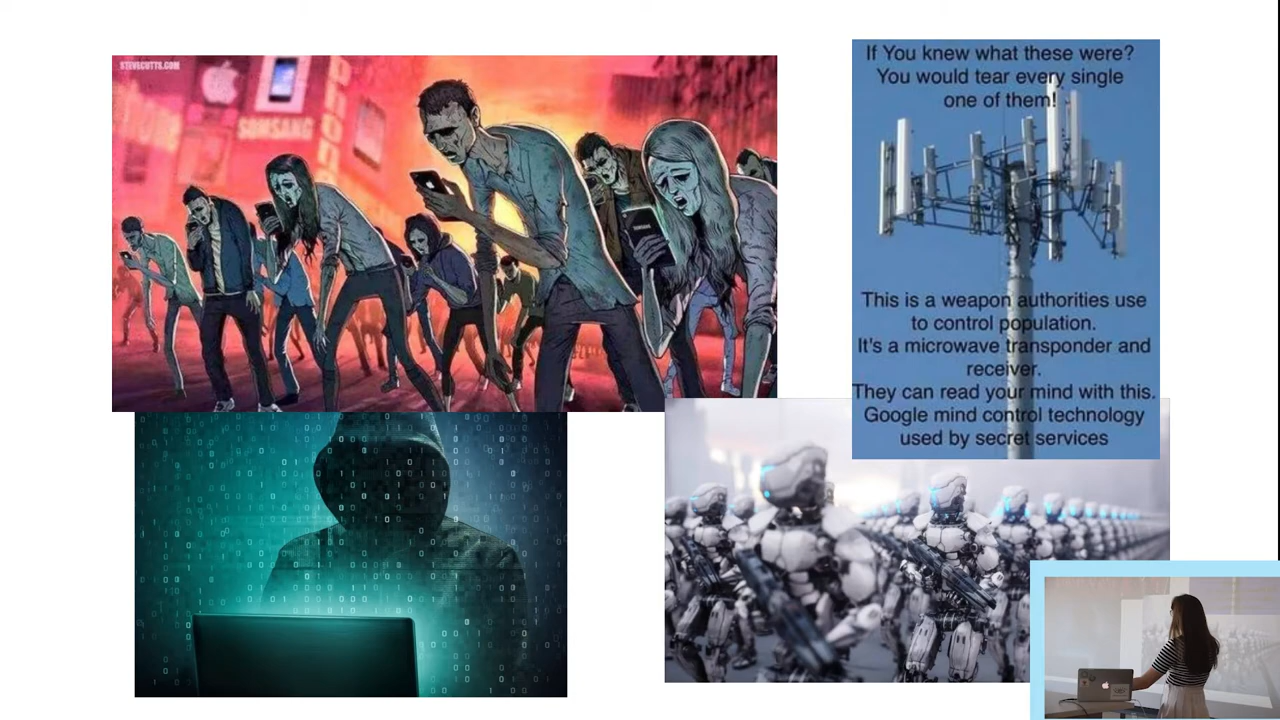 STEVECUTTS.COM
SOMSANG
If You knew what these were?
You would tear every single
one of them!
This is a weapon authorities use
to control population.
It's a microwave transponder and
receiver.
They can read your mind with this.
Google mind control technology
used by secret services